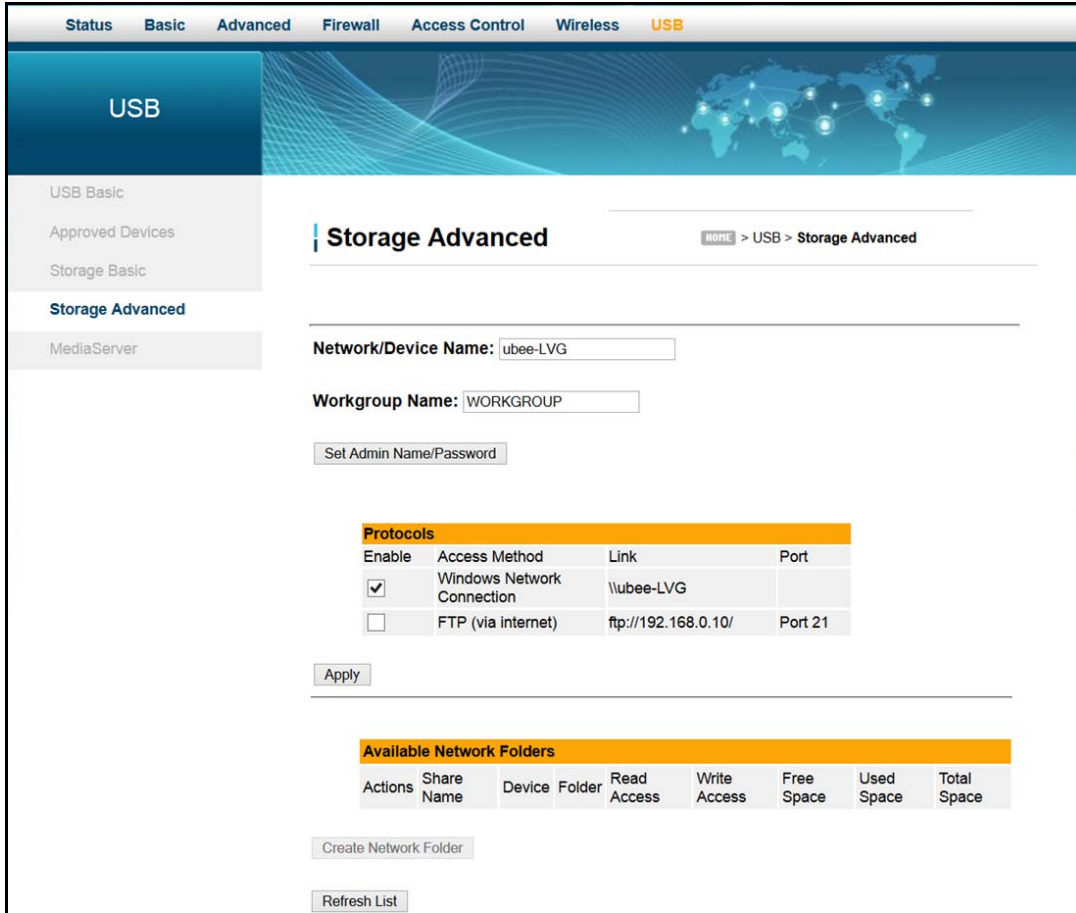 Status Basic Advanced Firewall Access Control Wireless USB
USB
USB Basic
Approved Devices
Storage Basic
Storage Advanced
MediaServer
Storage Advanced
HOME > USB > Storage Advanced
Network/Device Name: ubee-LVG
Workgroup Name: WORKGROUP
Set Admin Name/Password
Protocols
Enable Access Method Link Port
Windows Network Connection \\ubee-LVG
FTP (via internet) ftp://192.168.0.10/ Port 21
Apply
Available Network Folders
Actions Share Name Device Folder Read Access Write Access Free Space Used Space Total Space
Create Network Folder
Refresh List